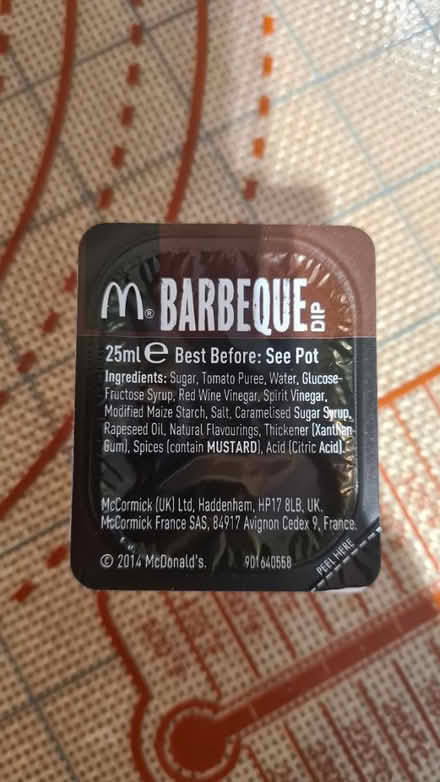 m® BARBEQUE DIP
25ml ℮ Best Before: See Pot
Ingredients: Sugar, Tomato Puree, Water, Glucose-
Fructose Syrup, Red Wine Vinegar, Spirit Vinegar,
Modified Maize Starch, Salt, Caramelised Sugar Syrup,
Rapeseed Oil, Natural Flavourings, Thickener (Xanthan
Gum), Spices (contain MUSTARD), Acid (Citric Acid).
McCormick (UK) Ltd, Haddenham, HP17 8LB, UK.
McCormick France SAS, 84917 Avignon Cedex 9, France.
© 2014 McDonald's. 901640558
PEEL HERE